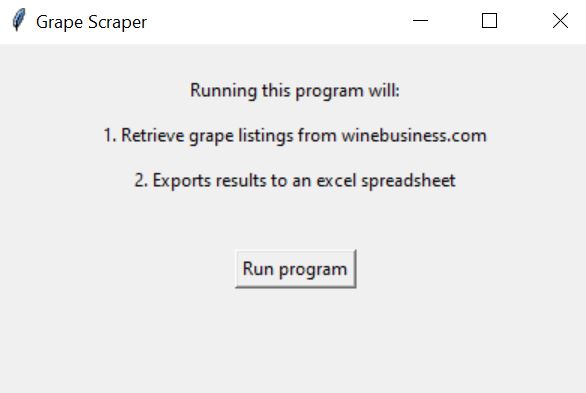 Grape Scraper
Running this program will:
1. Retrieve grape listings from winebusiness.com
2. Exports results to an excel spreadsheet
Run program